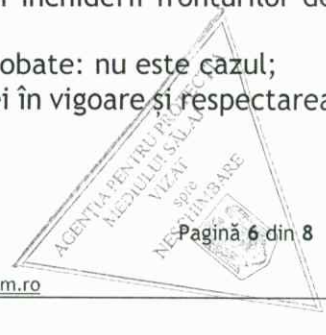 închiderii fronturilor de
obate: nu este cazul;
ei în vigoare și respectarea
AGENȚIA PENTRU PROTECȚIA
MEDIULUI SĂLAJ
VIZAT
spre
NESCHIMBARE
Pagină 6 din 8
m.ro